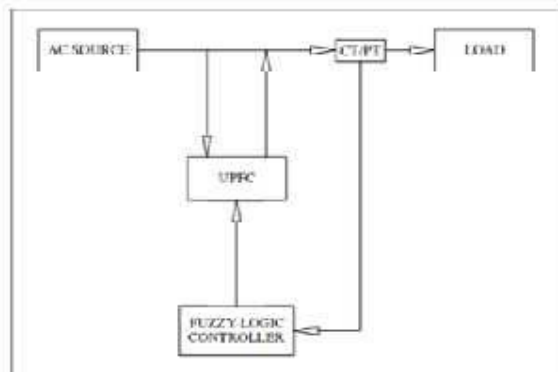 AC SOURCE
CT/PT
LOAD
UPFC
FUZZY-LOGIC
CONTROLLER